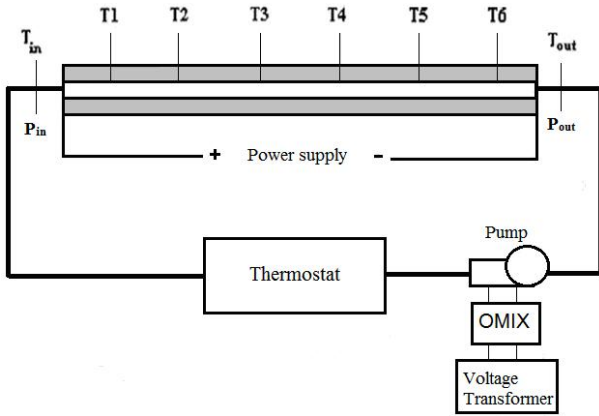 T1 T2 T3 T4 T5 T6
Tin Tout
Pin Pout
+ Power supply -
Pump
Thermostat
OMIX
Voltage
Transformer